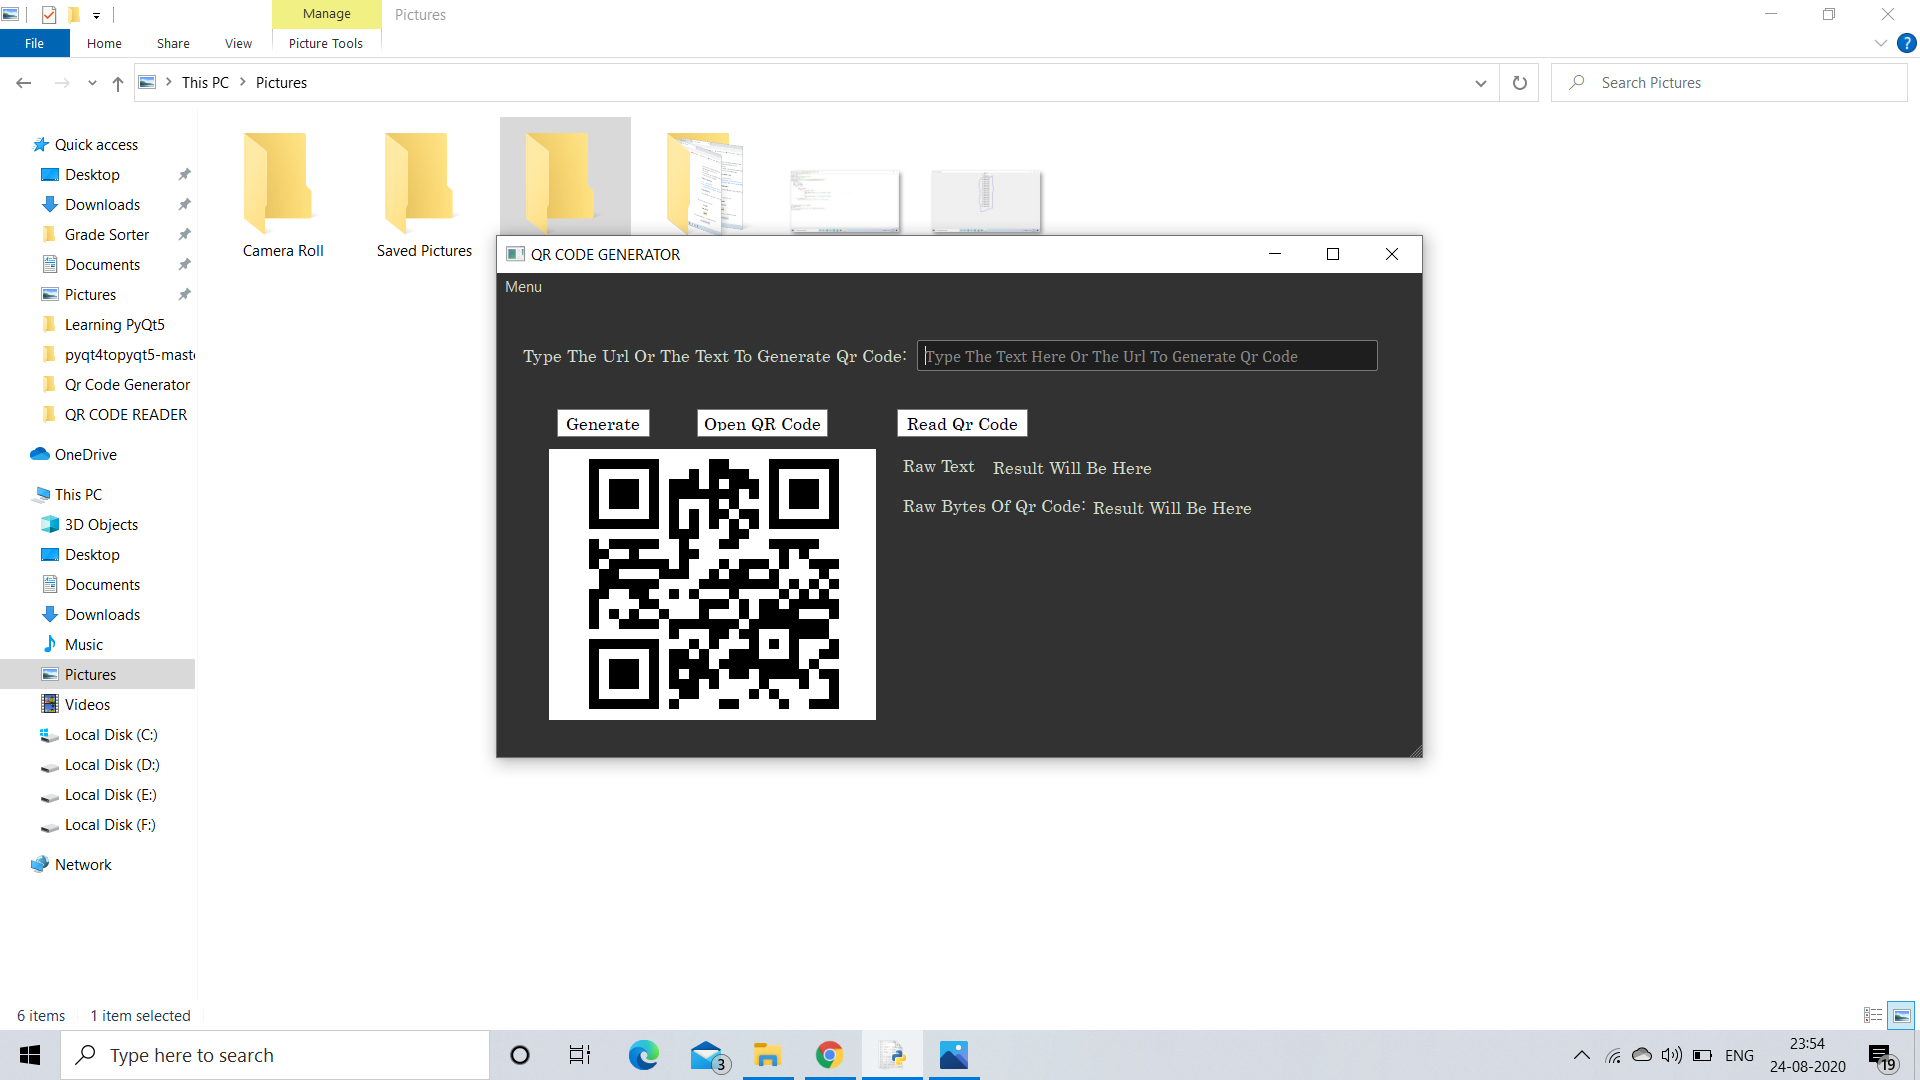 Manage
Pictures
File
Home
Share
View
Picture Tools
?
This PC
Pictures
Search Pictures
Quick access
Desktop
Downloads
Grade Sorter
Documents
Pictures
Learning PyQt5
pyqt4topyqt5-mast
Qr Code Generator
QR CODE READER
OneDrive
This PC
3D Objects
Desktop
Documents
Downloads
Music
Pictures
Videos
Local Disk (C:)
Local Disk (D:)
Local Disk (E:)
Local Disk (F:)
Network
Camera Roll
Saved Pictures
QR CODE GENERATOR
Menu
Type The Url Or The Text To Generate Qr Code:
Type The Text Here Or The Url To Generate Qr Code
Generate
Open QR Code
Read Qr Code
Raw Text
Result Will Be Here
Raw Bytes Of Qr Code:
Result Will Be Here
6 items
1 item selected
Type here to search
3
ENG
23:54
24-08-2020
19